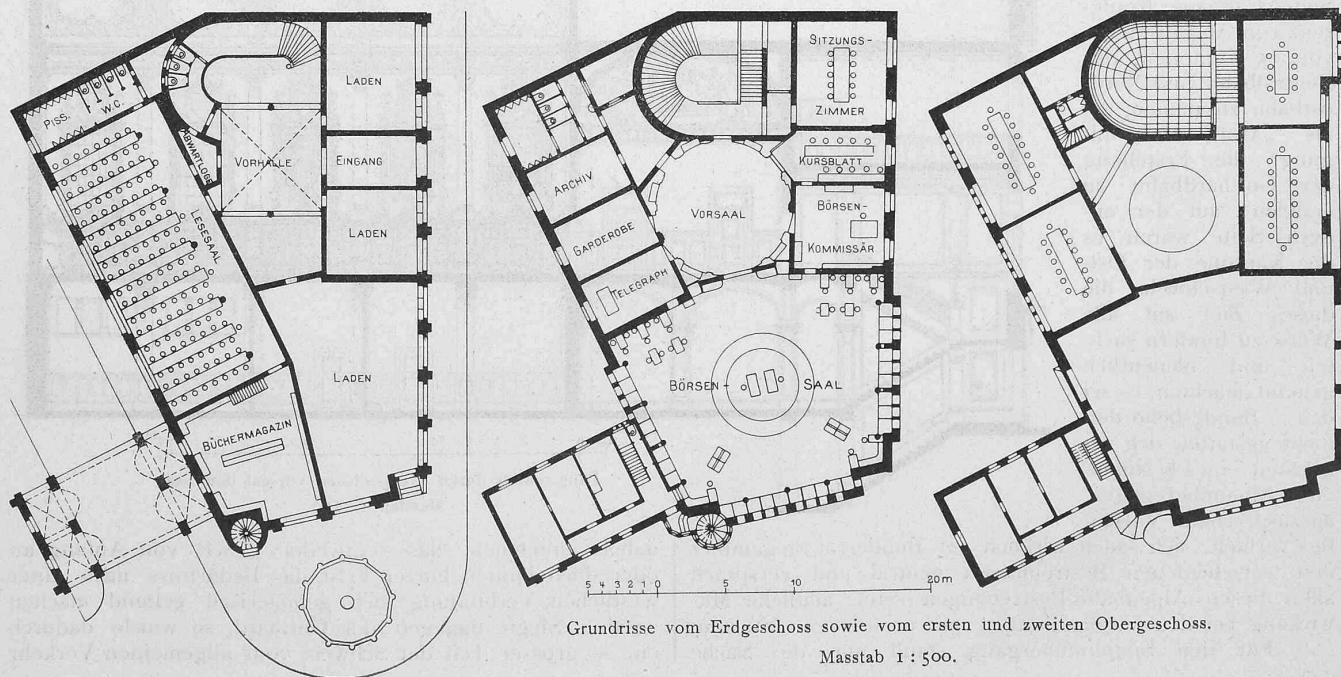 PISS.
W.C.
ABWARTLOGE
VORHALLE
LESESAAL
BÜCHERMAGAZIN
LADEN
EINGANG
LADEN
LADEN
SITZUNGS-
ZIMMER
KURSBLATT
BÖRSEN-
KOMMISSÄR
ARCHIV
GARDEROBE
TELEGRAPH
VORSAAL
BÖRSEN- SAAL
5 4 3 2 1 0 5 10 20 m
Grundrisse vom Erdgeschoss sowie vom ersten und zweiten Obergeschoss.
Masstab 1 : 500.